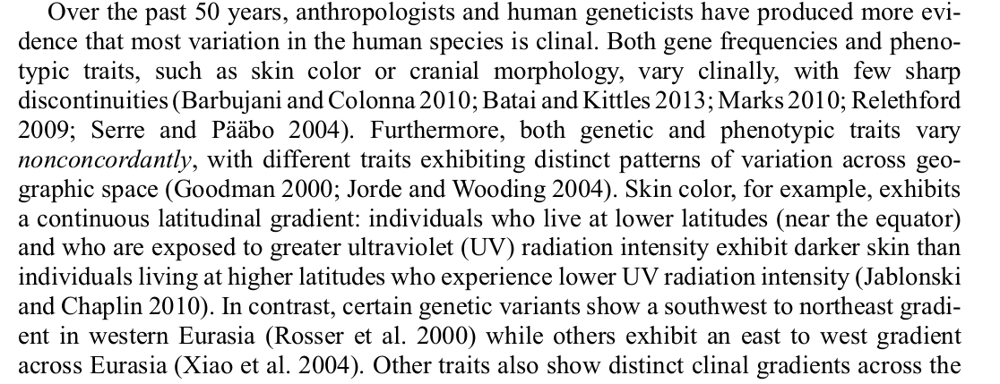 Over the past 50 years, anthropologists and human geneticists have produced more evi-
dence that most variation in the human species is clinal. Both gene frequencies and pheno-
typic traits, such as skin color or cranial morphology, vary clinally, with few sharp
discontinuities (Barbujani and Colonna 2010; Batai and Kittles 2013; Marks 2010; Relethford
2009; Serre and Pääbo 2004). Furthermore, both genetic and phenotypic traits vary
nonconcordantly, with different traits exhibiting distinct patterns of variation across geo-
graphic space (Goodman 2000; Jorde and Wooding 2004). Skin color, for example, exhibits
a continuous latitudinal gradient: individuals who live at lower latitudes (near the equator)
and who are exposed to greater ultraviolet (UV) radiation intensity exhibit darker skin than
individuals living at higher latitudes who experience lower UV radiation intensity (Jablonski
and Chaplin 2010). In contrast, certain genetic variants show a southwest to northeast gradi-
ent in western Eurasia (Rosser et al. 2000) while others exhibit an east to west gradient
across Eurasia (Xiao et al. 2004). Other traits also show distinct clinal gradients across the